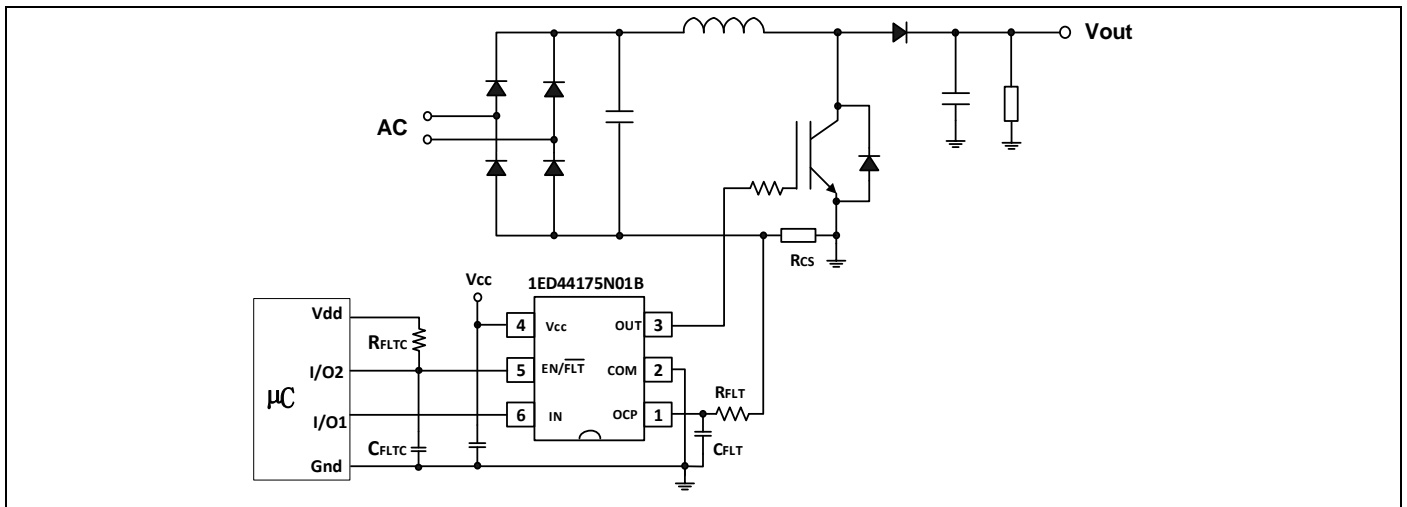 Vout
AC
RCS
Vcc
1ED44175N01B
Vdd
4 Vcc OUT 3
RFLTC
I/O2
5 EN/FLT COM 2
μC
RFLT
I/O1
6 IN OCP 1
CFLTC
CFLT
Gnd